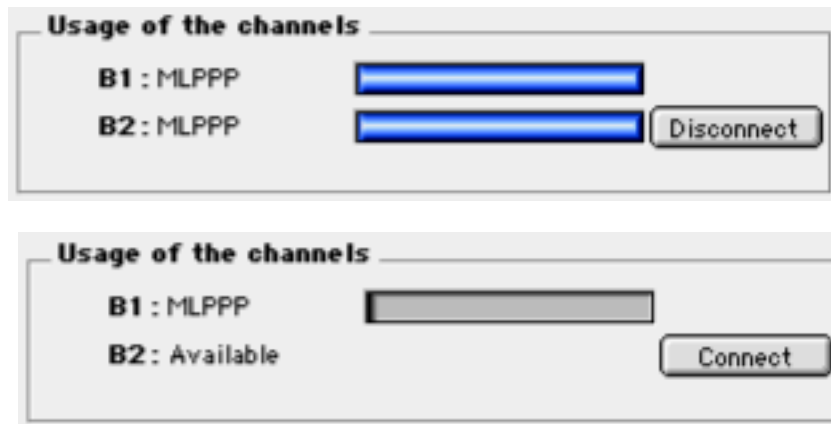 Usage of the channels
B1 : MLPPP
B2 : MLPPP Disconnect
Usage of the channels
B1 : MLPPP
B2 : Available Connect